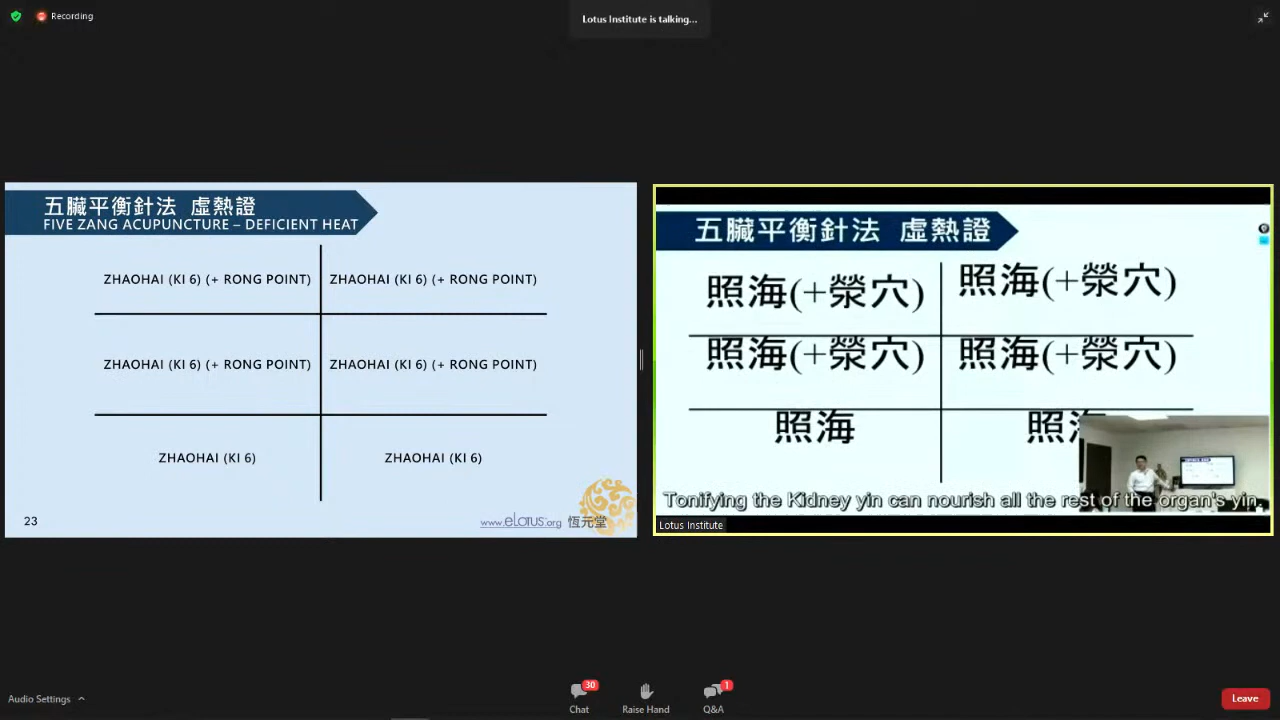 Recording
Lotus Institute is talking...
五臟平衡針法 虛熱證
FIVE ZANG ACUPUNCTURE – DEFICIENT HEAT
ZHAOHAI (KI 6) (+ RONG POINT)
ZHAOHAI (KI 6) (+ RONG POINT)
ZHAOHAI (KI 6) (+ RONG POINT)
ZHAOHAI (KI 6) (+ RONG POINT)
ZHAOHAI (KI 6)
ZHAOHAI (KI 6)
23
www.eLotus.org 恆元堂
五臟平衡針法 虛熱證
照海(+滎穴)
照海(+滎穴)
照海(+滎穴)
照海(+滎穴)
照海
照海
Tonifying the Kidney yin can nourish all the rest of the organ's yin.
Lotus Institute
Audio Settings
30
Chat
Raise Hand
1
Q&A
Leave